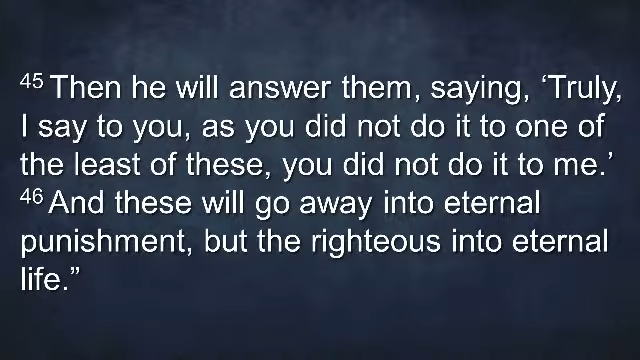 45 Then he will answer them, saying, ‘Truly,
I say to you, as you did not do it to one of
the least of these, you did not do it to me.’
46 And these will go away into eternal
punishment, but the righteous into eternal
life.”